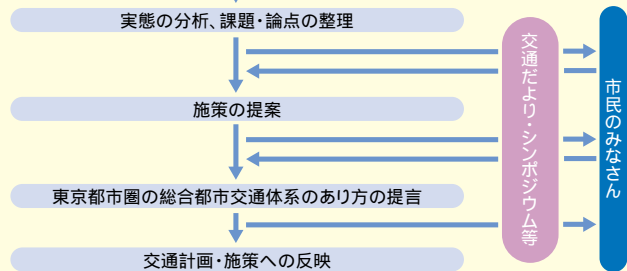 実態の分析、課題・論点の整理
施策の提案
東京都市圏の総合都市交通体系のあり方の提言
交通計画・施策への反映
交通だより・シンポジウム等
市民のみなさん